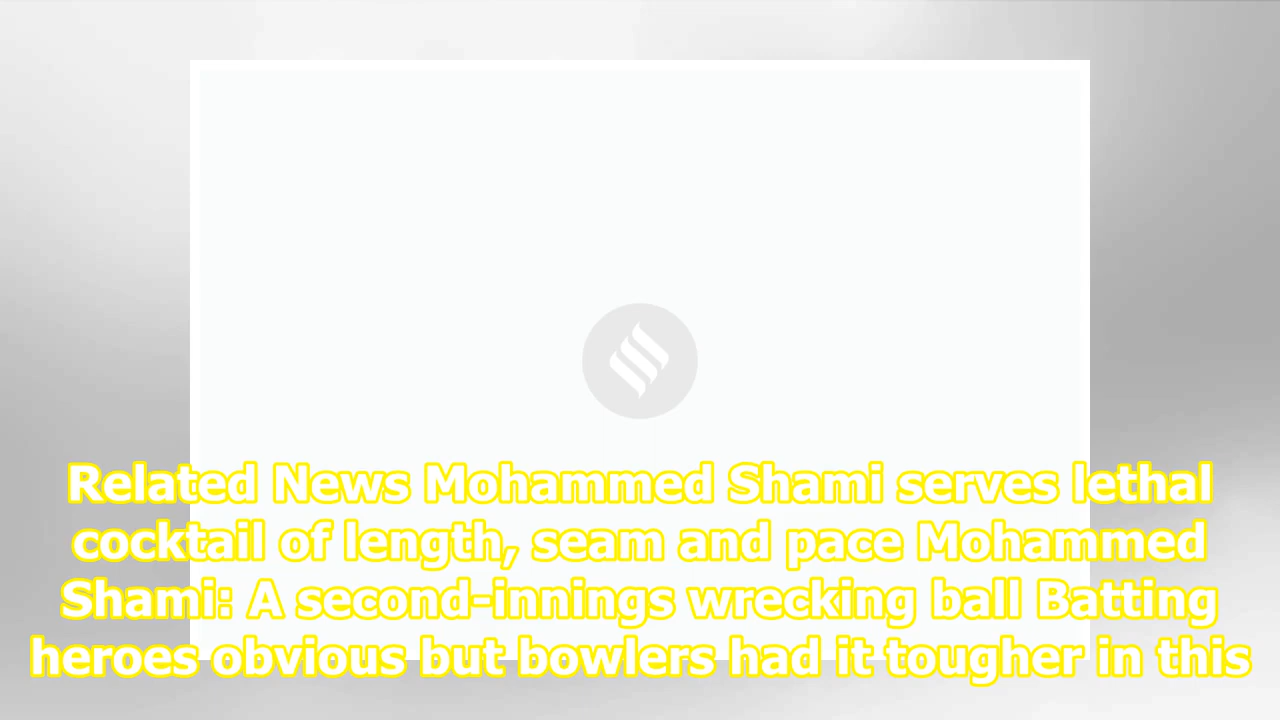 Related News Mohammed Shami serves lethal
cocktail of length, seam and pace Mohammed
Shami: A second-innings wrecking ball Batting
heroes obvious but bowlers had it tougher in this